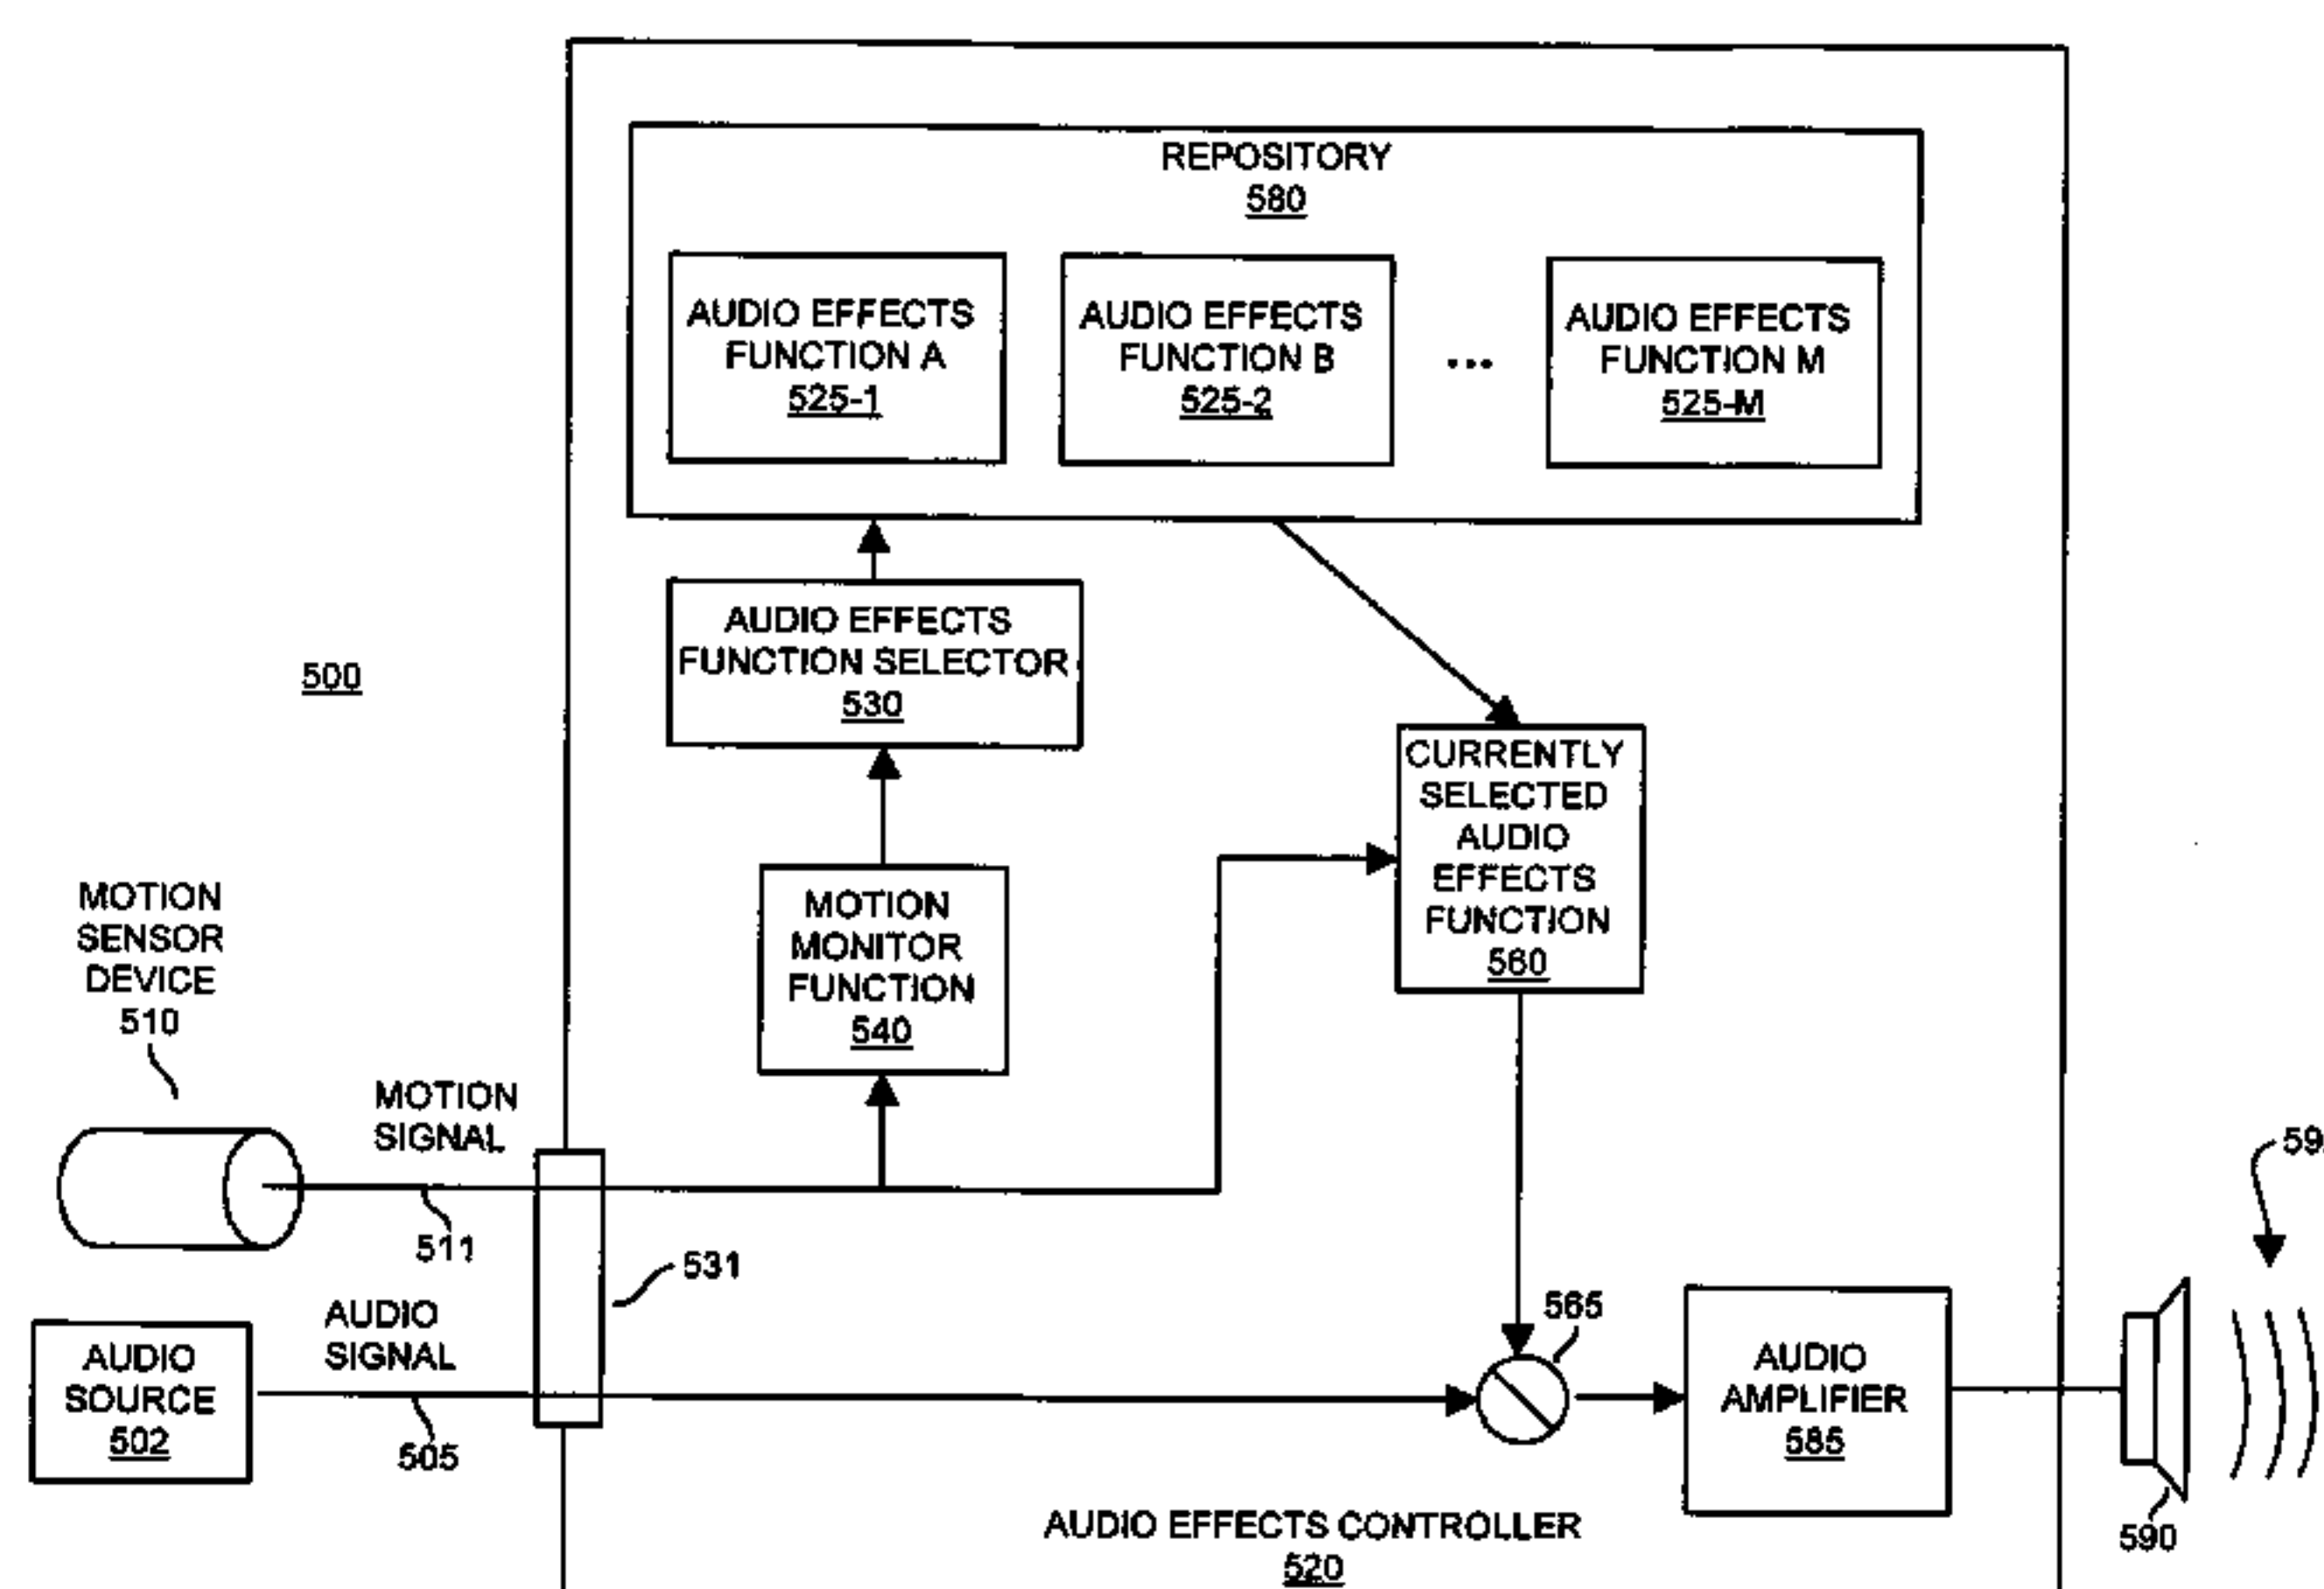 REPOSITORY
580
AUDIO EFFECTS
FUNCTION A
525-1
AUDIO EFFECTS
FUNCTION B
525-2
...
AUDIO EFFECTS
FUNCTION M
525-M
AUDIO EFFECTS
FUNCTION SELECTOR
530
500
CURRENTLY
SELECTED
AUDIO
EFFECTS
FUNCTION
560
MOTION
MONITOR
FUNCTION
540
MOTION
SENSOR
DEVICE
510
MOTION
SIGNAL
511
531
AUDIO
SIGNAL
505
AUDIO
SOURCE
502
565
AUDIO
AMPLIFIER
585
59
590
AUDIO EFFECTS CONTROLLER
520